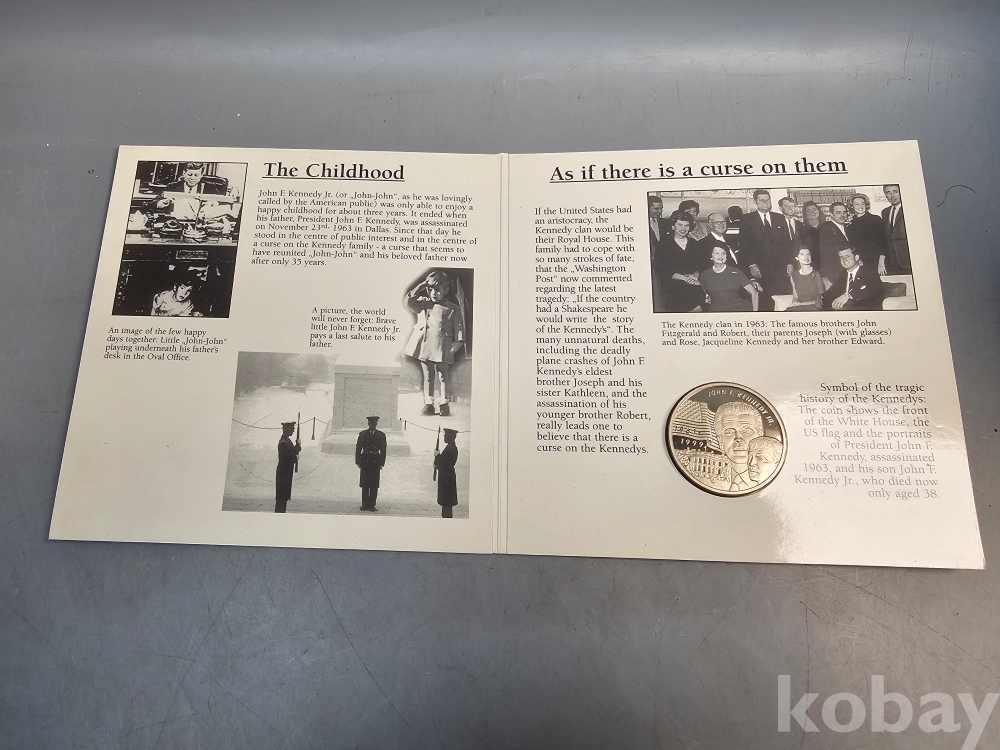 The Childhood
John F. Kennedy Jr. (or „John-John“, as he was lovingly
called by the American public) was only able to enjoy a
happy childhood for about three years. It ended when
his father, President John F. Kennedy, was assassinated
on November 23rd, 1963 in Dallas. Since that day he
stood in the centre of public interest and in the centre of
a curse on the Kennedy family - a curse that seems to
have reunited „John-John“ and his beloved father now
after only 35 years.
An image of the few happy
days together: Little „John-John“
playing underneath his father's
desk in the Oval Office.
A picture, the world
will never forget: Brave
little John F. Kennedy Jr.
pays a last salute to his
father.
As if there is a curse on them
If the United States had
an aristocracy, the
Kennedy clan would be
their Royal House. This
family had to cope with
so many strokes of fate,
that the „Washington
Post“ now commented
regarding the latest
tragedy: „If the country
had a Shakespeare he
would write the story
of the Kennedy's“. The
many unnatural deaths,
including the deadly
plane crashes of John F.
Kennedy's eldest
brother Joseph and his
sister Kathleen, and the
assassination of his
younger brother Robert,
really leads one to
believe that there is a
curse on the Kennedys.
The Kennedy clan in 1963: The famous brothers John
Fitzgerald and Robert, their parents Joseph (with glasses)
and Rose, Jacqueline Kennedy and her brother Edward.
JOHN F. KENNEDY JR.
1999
Symbol of the tragic
history of the Kennedys:
The coin shows the front
of the White House, the
US flag and the portraits
of President John F.
Kennedy, assassinated
1963, and his son John F.
Kennedy Jr., who died now
only aged 38.
kobay